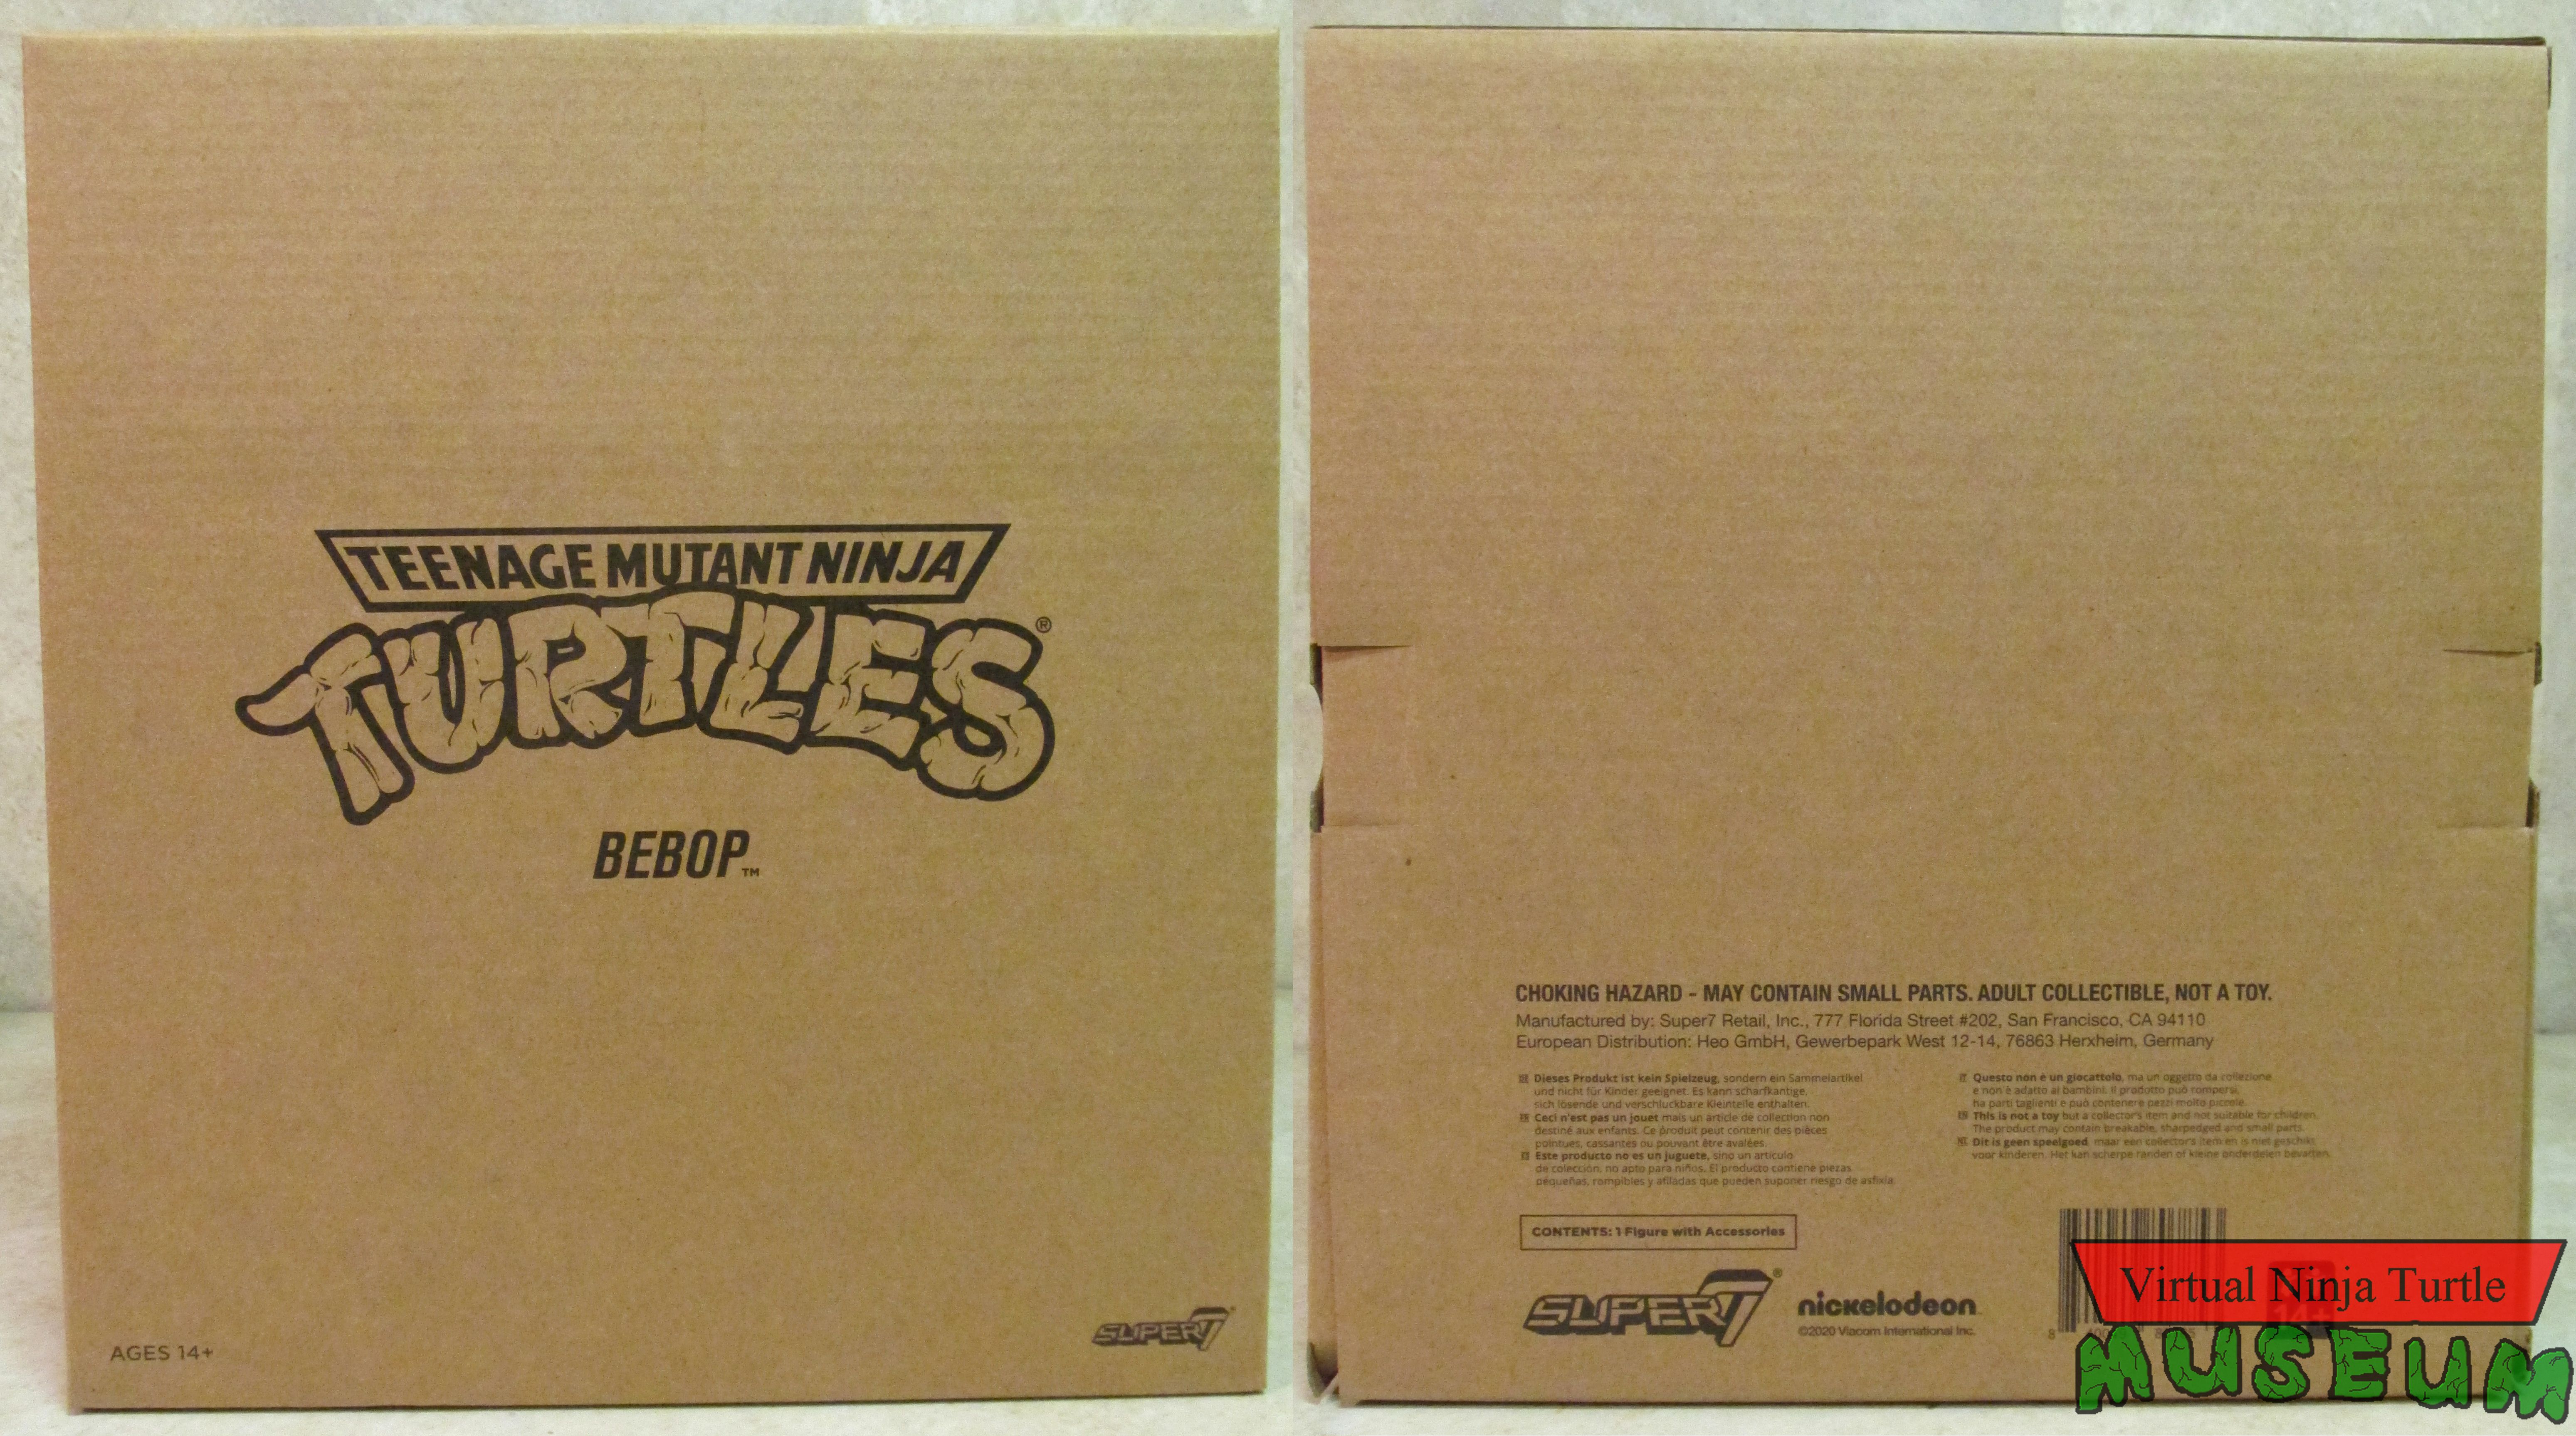 TEENAGE MUTANT NINJA
TURTLES®
BEBOP™
AGES 14+
SUPER7®
CHOKING HAZARD - MAY CONTAIN SMALL PARTS. ADULT COLLECTIBLE, NOT A TOY.
Manufactured by: Super7 Retail, Inc., 777 Florida Street #202, San Francisco, CA 94110
European Distribution: Heo GmbH, Gewerbepark West 12-14, 76863 Herxheim, Germany
Dieses Produkt ist kein Spielzeug, sondern ein Sammelartikel
und nicht für Kinder geeignet. Es kann scharfkantige,
sich lösende und verschluckbare Kleinteile enthalten.
Ceci n'est pas un jouet mais un article de collection non
destiné aux enfants. Ce produit peut contenir des pièces
pointues, cassantes ou pouvant être avalées.
Este producto no es un juguete, sino un artículo
de colección, no apto para niños. El producto contiene piezas
pequeñas, rompibles y afiladas que pueden suponer riesgo de asfixia
Questo non è un giocattolo, ma un oggetto da collezione
e non è adatto ai bambini. Il prodotto può rompersi,
ha parti taglienti e può contenere pezzi molto piccole.
This is not a toy but a collector's item and not suitable for children.
The product may contain breakable, sharpedged and small parts.
Dit is geen speelgoed, maar een collector's item en is niet geschikt
voor kinderen. Het kan scherpe randen of kleine onderdelen bevatten.
CONTENTS: 1 Figure with Accessories
SUPER7®
nickelodeon
©2020 Viacom International Inc.
Virtual Ninja Turtle
MUSEUM